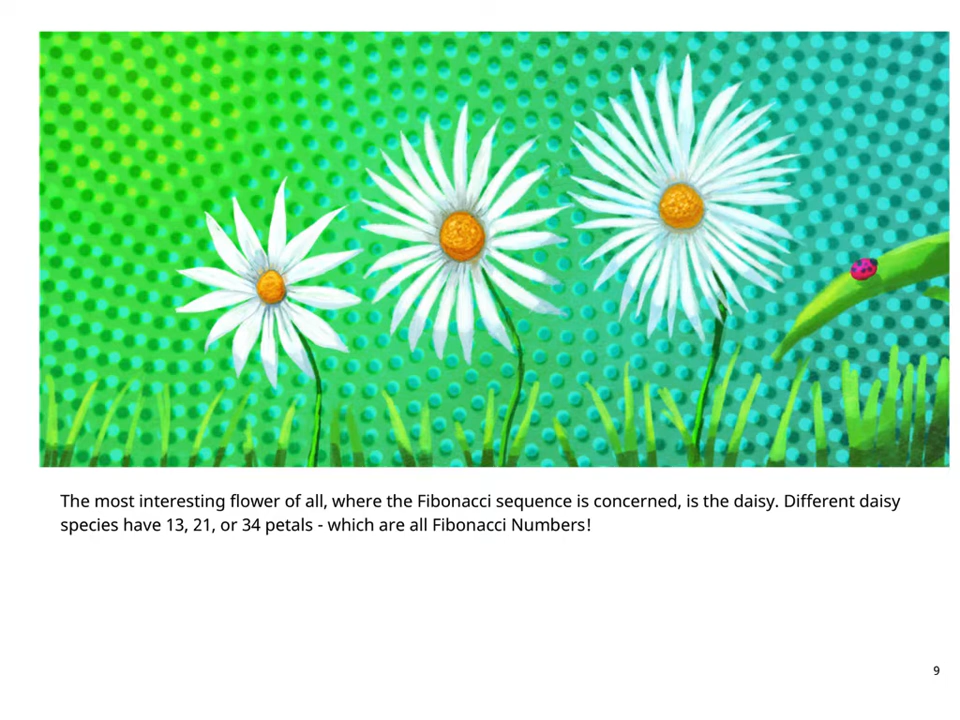 The most interesting flower of all, where the Fibonacci sequence is concerned, is the daisy. Different daisy
species have 13, 21, or 34 petals - which are all Fibonacci Numbers!
9